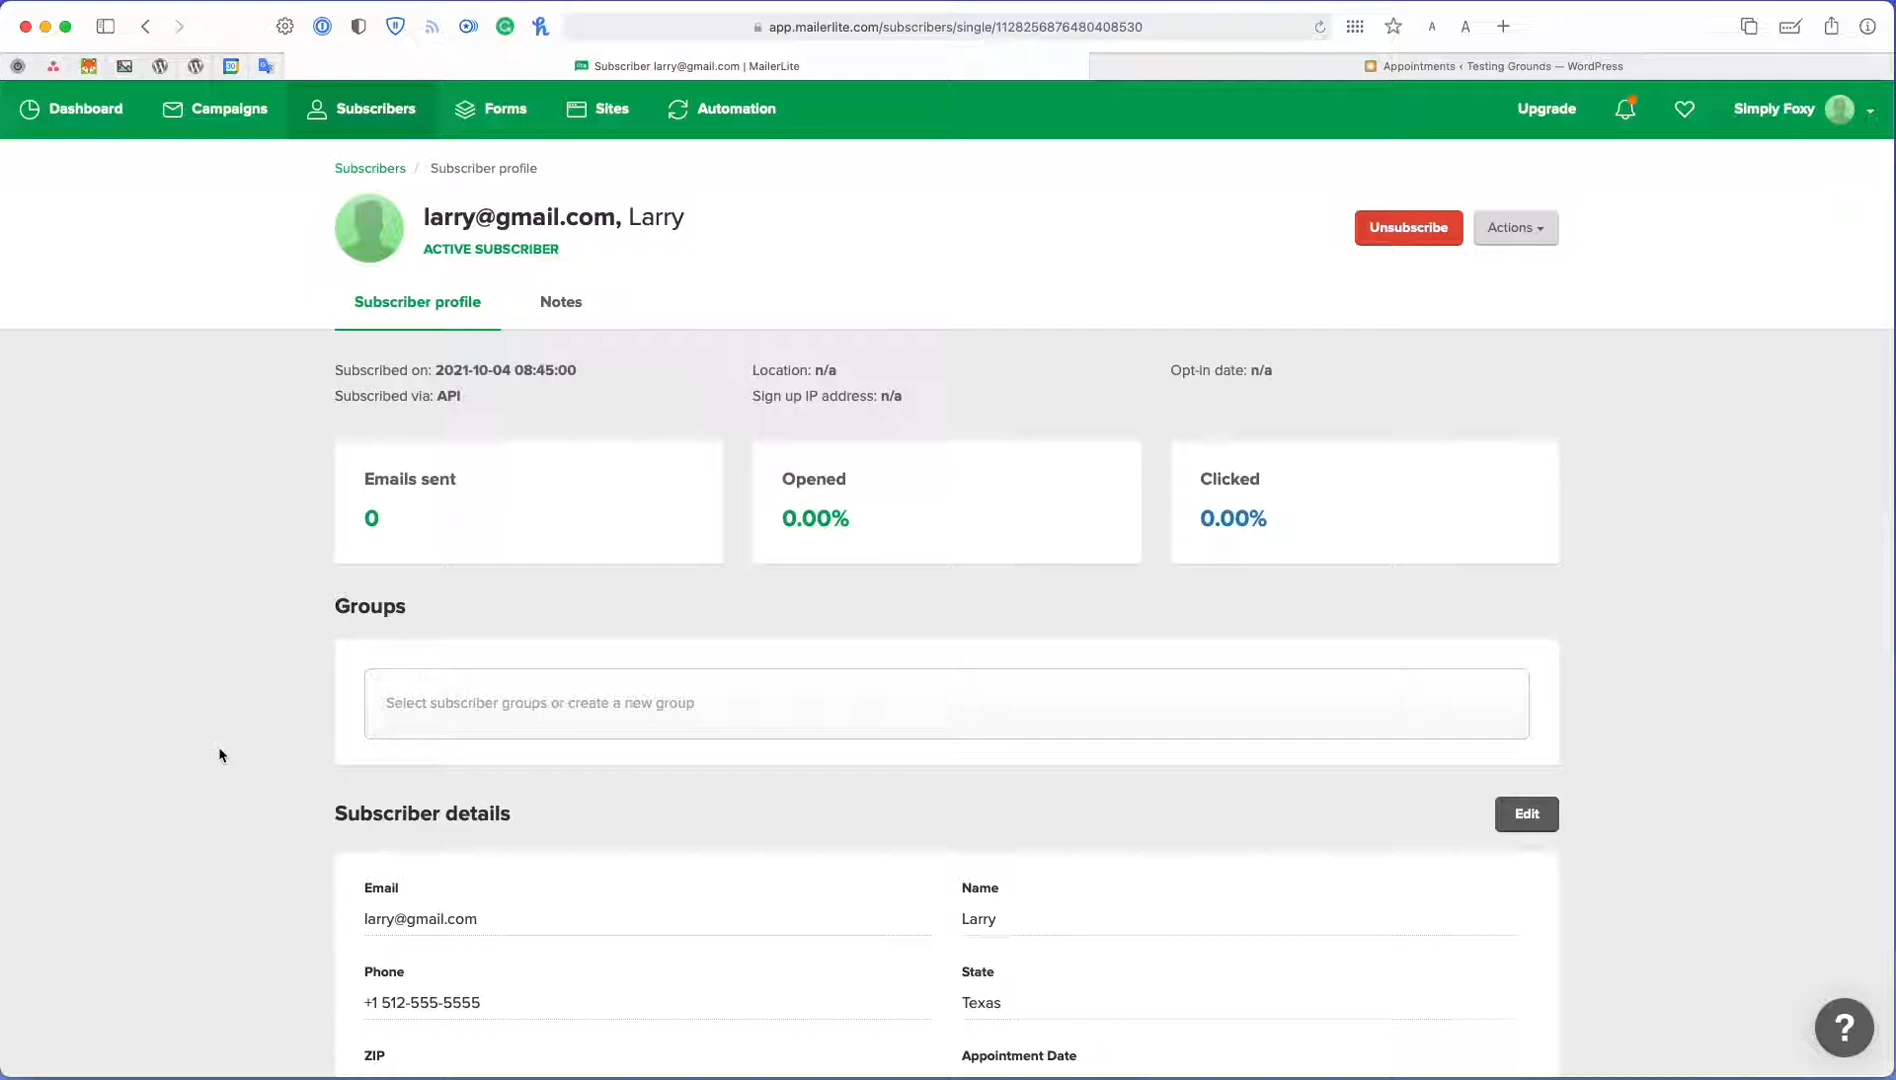 app.mailerlite.com/subscribers/single/1128256876480408530
A A
Subscriber larry@gmail.com | MailerLite
Appointments ‹ Testing Grounds — WordPress
Dashboard Campaigns Subscribers Forms Sites Automation Upgrade Simply Foxy
Subscribers / Subscriber profile
larry@gmail.com, Larry
ACTIVE SUBSCRIBER
Unsubscribe Actions
Subscriber profile Notes
Subscribed on: 2021-10-04 08:45:00 Location: n/a Opt-in date: n/a
Subscribed via: API Sign up IP address: n/a
Emails sent Opened Clicked
0 0.00% 0.00%
Groups
Select subscriber groups or create a new group
Subscriber details
Edit
Email Name
larry@gmail.com Larry
Phone State
+1 512-555-5555 Texas
ZIP Appointment Date
?